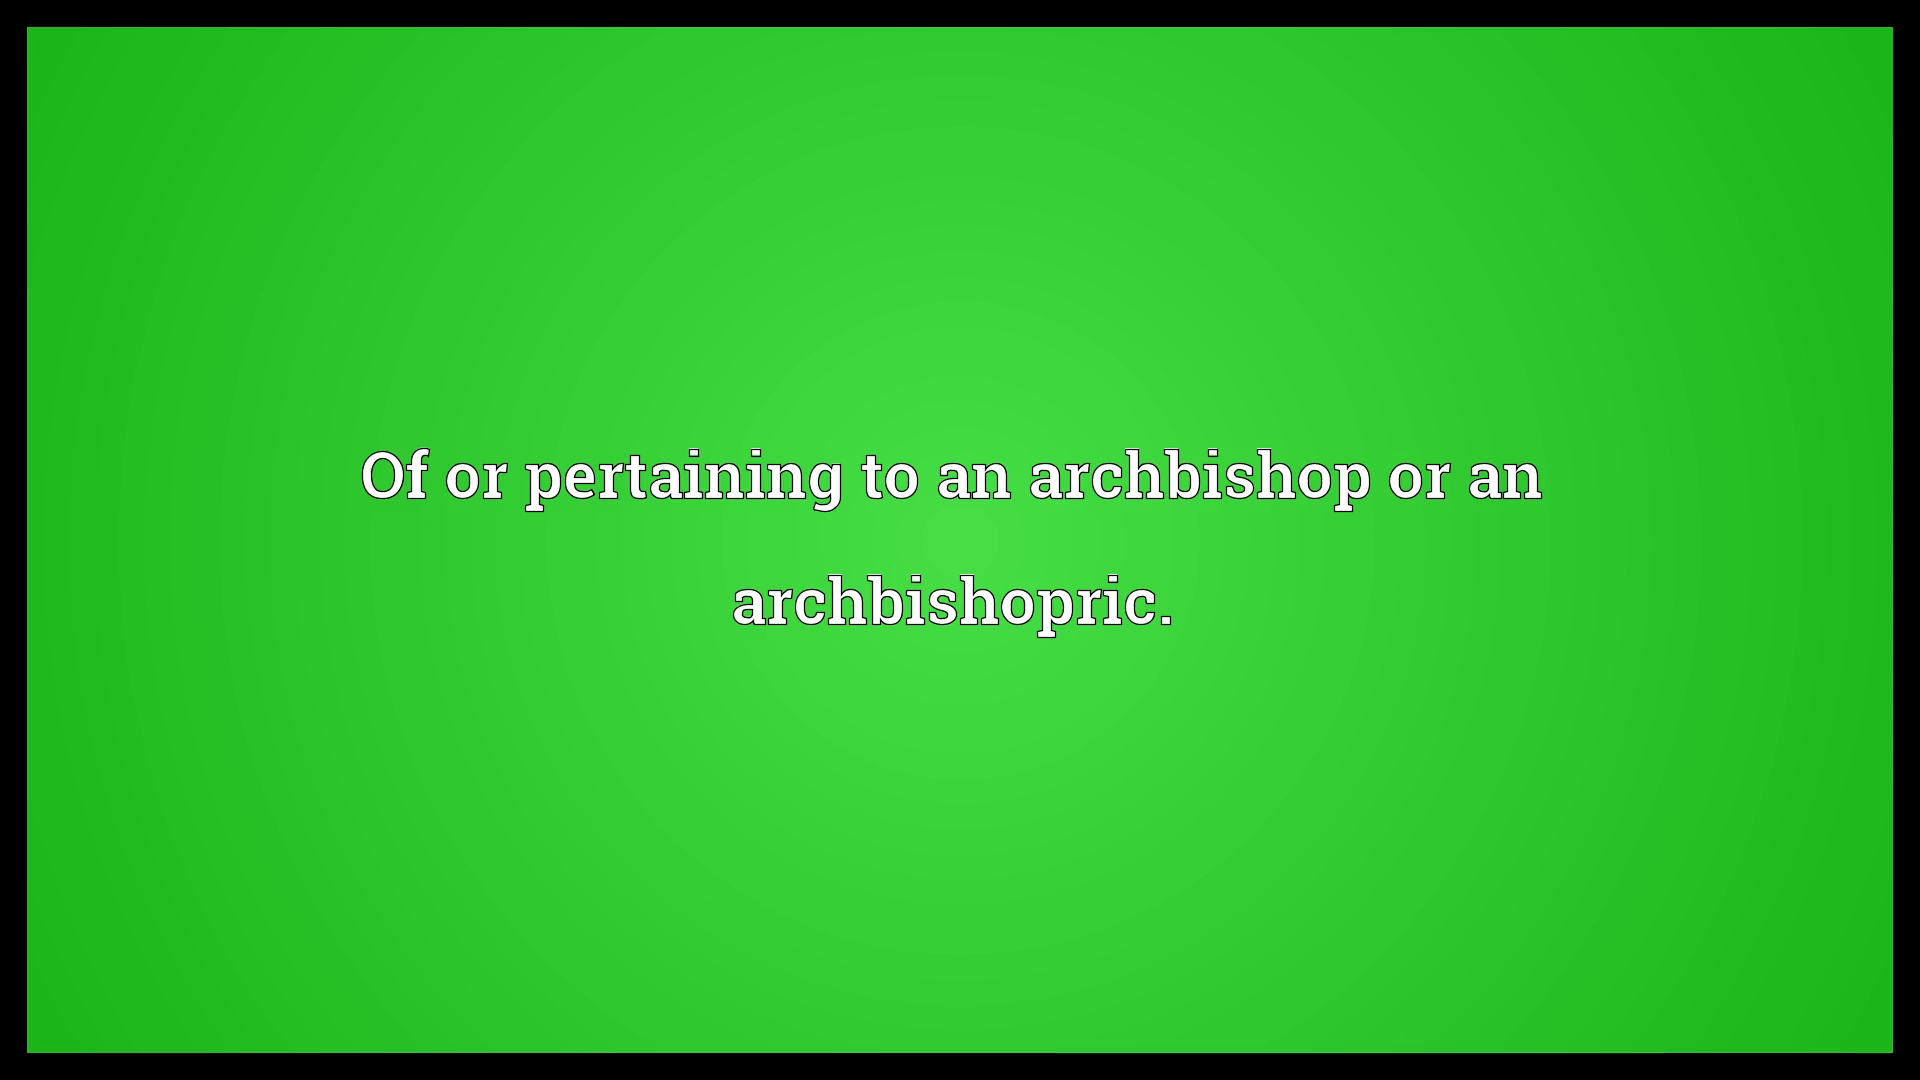 Of or pertaining to an archbishop or an
archbishopric.